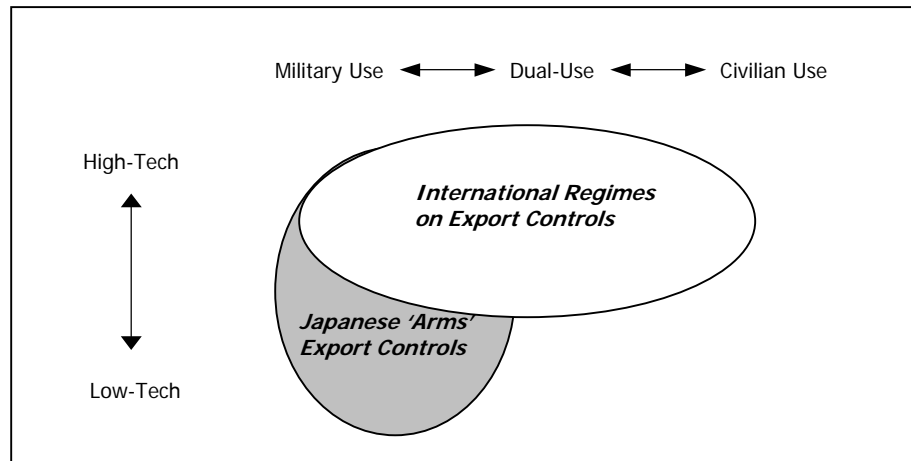 Military Use
Dual-Use
Civilian Use
High-Tech
International Regimes
on Export Controls
Japanese ‘Arms’
Export Controls
Low-Tech